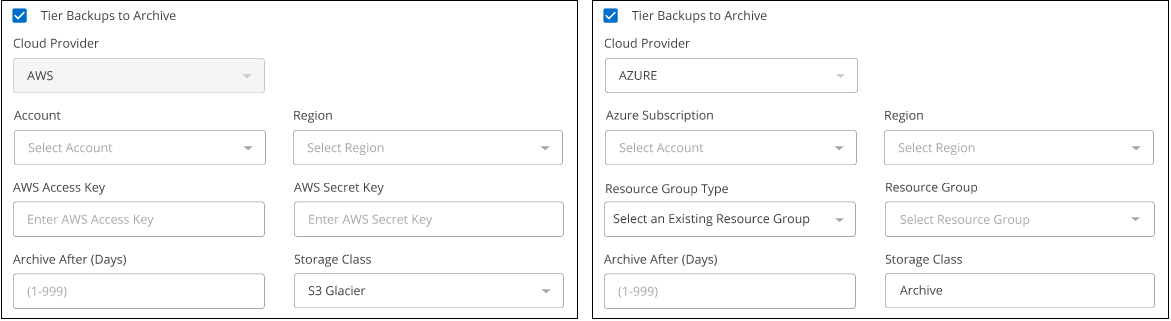 Tier Backups to Archive
Cloud Provider
AWS
Account
Region
Select Account
Select Region
AWS Access Key
AWS Secret Key
Enter AWS Access Key
Enter AWS Secret Key
Archive After (Days)
Storage Class
(1-999)
S3 Glacier
Tier Backups to Archive
Cloud Provider
AZURE
Azure Subscription
Region
Select Account
Select Region
Resource Group Type
Resource Group
Select an Existing Resource Group
Select Resource Group
Archive After (Days)
Storage Class
(1-999)
Archive